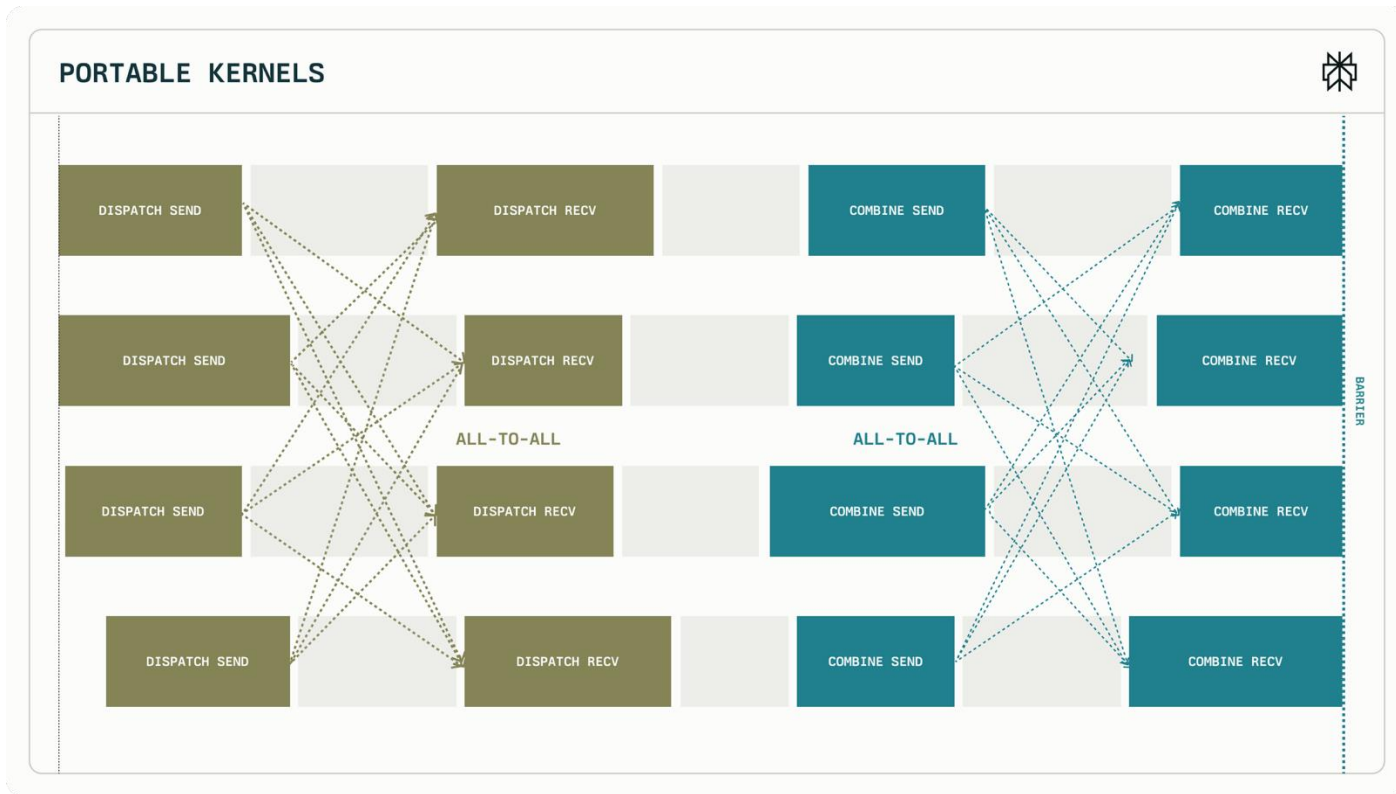 PORTABLE KERNELS
DISPATCH SEND
DISPATCH RECV
COMBINE SEND
COMBINE RECV
DISPATCH SEND
DISPATCH RECV
COMBINE SEND
COMBINE RECV
BARRIER
ALL-TO-ALL
ALL-TO-ALL
DISPATCH SEND
DISPATCH RECV
COMBINE SEND
COMBINE RECV
DISPATCH SEND
DISPATCH RECV
COMBINE SEND
COMBINE RECV